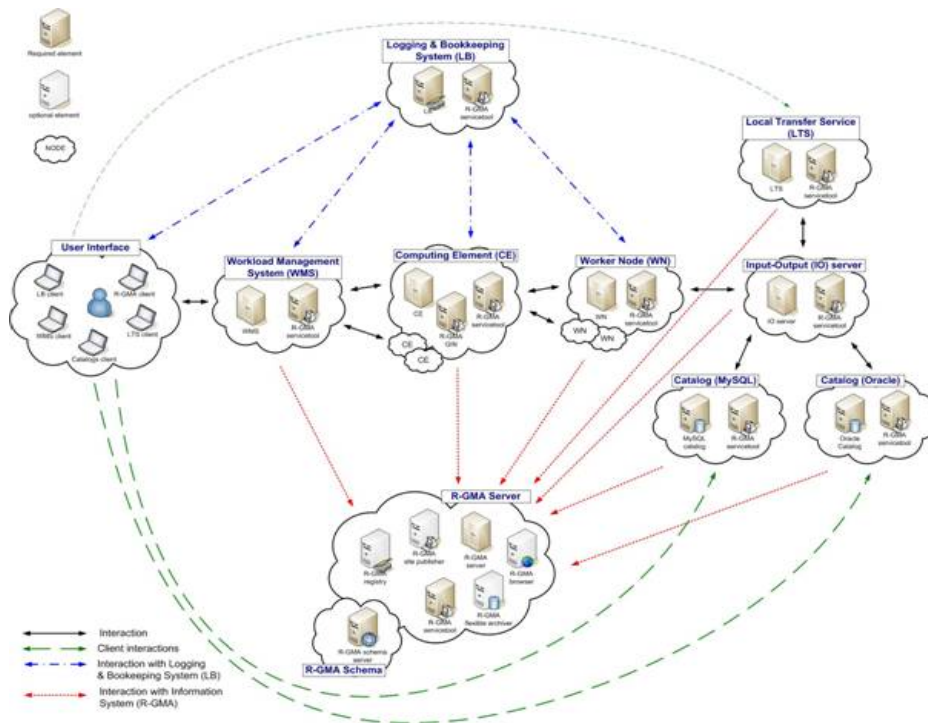 Required element
optional element
NODE
Logging & Bookkeeping
System (LB)
LB
R-GMA
servicetool
Local Transfer Service
(LTS)
LTS
R-GMA
servicetool
User Interface
LB client
R-GMA client
WMS client
LTS client
Catalogs client
Workload Management
System (WMS)
WMS
R-GMA
servicetool
Computing Element (CE)
CE
R-GMA
GIN
R-GMA
servicetool
CE
CE
Worker Node (WN)
WN
R-GMA
servicetool
WN
WN
Input-Output (IO) server
IO server
R-GMA
servicetool
Catalog (MySQL)
MySQL
catalog
R-GMA
servicetool
Catalog (Oracle)
Oracle
Catalog
R-GMA
servicetool
R-GMA Server
R-GMA
registry
R-GMA
site publisher
R-GMA
server
R-GMA
browser
R-GMA
servicetool
R-GMA
flexible archiver
R-GMA schema
server
R-GMA Schema
Interaction
Client interactions
Interaction with Logging
& Bookeeping System (LB)
Interaction with Information
System (R-GMA)